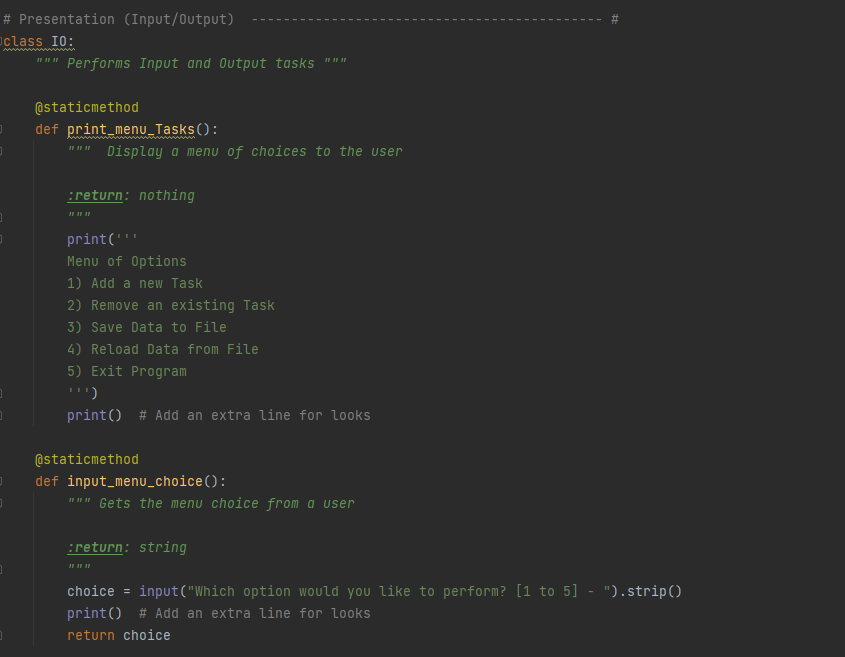 # Presentation (Input/Output)  -------------------------------------------- #
class IO:
    """ Performs Input and Output tasks """

    @staticmethod
    def print_menu_Tasks():
        """  Display a menu of choices to the user

        :return: nothing
        """
        print('''
        Menu of Options
        1) Add a new Task
        2) Remove an existing Task
        3) Save Data to File
        4) Reload Data from File
        5) Exit Program
        ''')
        print()  # Add an extra line for looks

    @staticmethod
    def input_menu_choice():
        """ Gets the menu choice from a user

        :return: string
        """
        choice = input("Which option would you like to perform? [1 to 5] - ").strip()
        print()  # Add an extra line for looks
        return choice